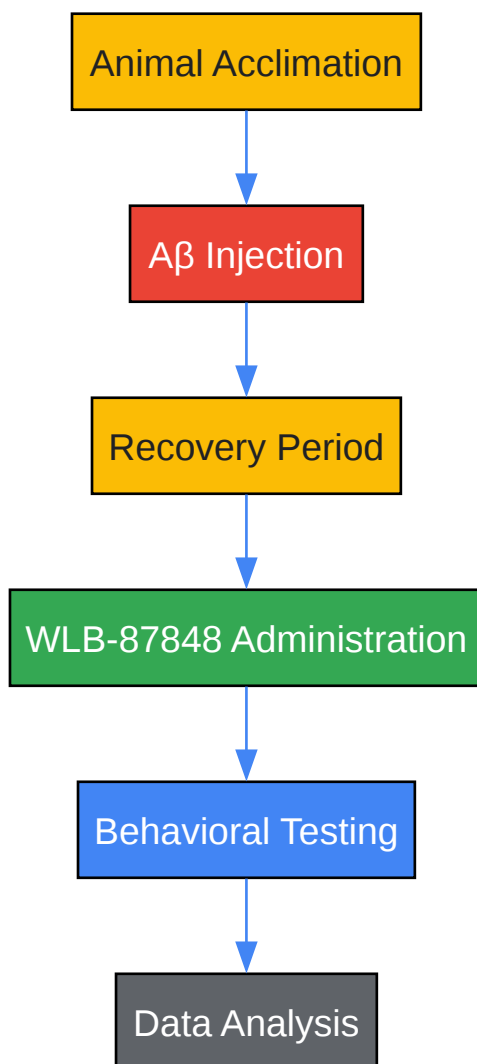 Animal Acclimation
Aβ Injection
Recovery Period
WLB-87848 Administration
Behavioral Testing
Data Analysis